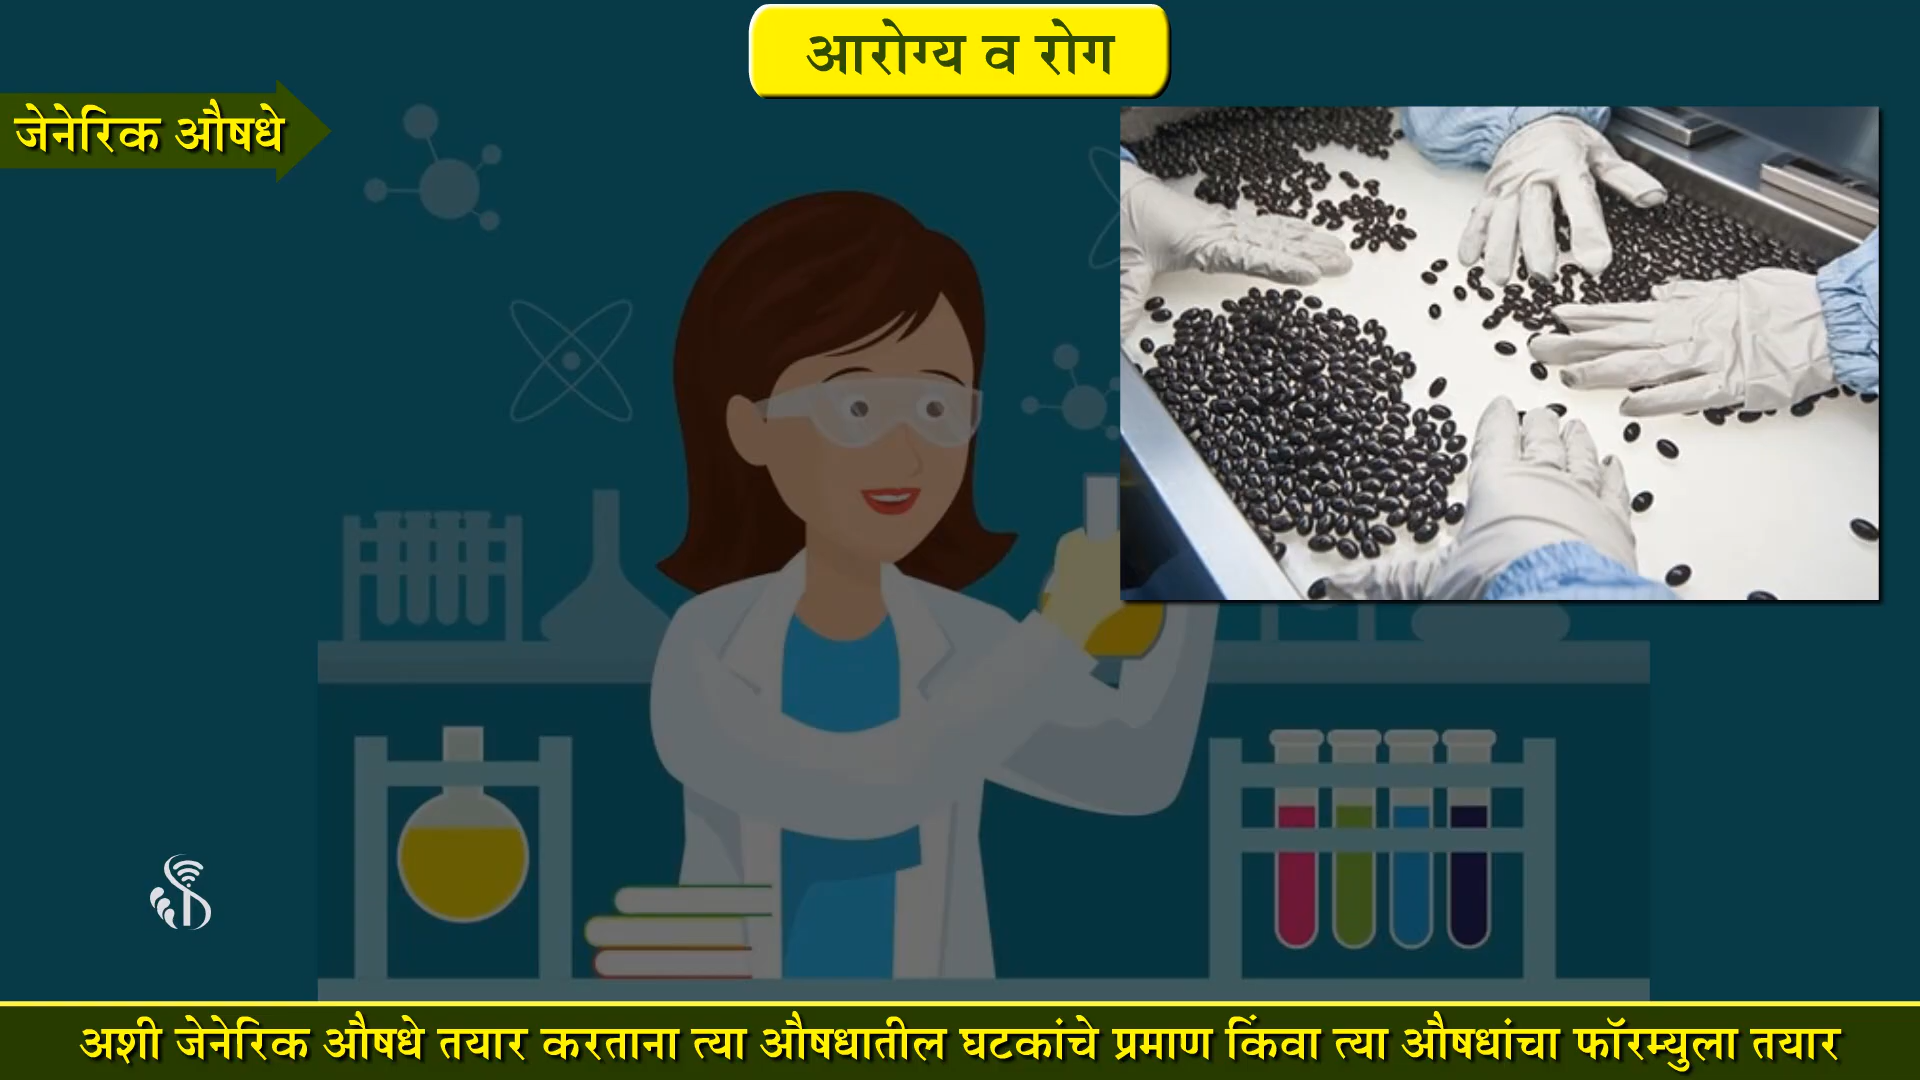 आरोग्य व रोग
जेनेरिक औषधे
अशी जेनेरिक औषधे तयार करताना त्या औषधातील घटकांचे प्रमाण किंवा त्या औषधांचा फॉरम्युला तयार